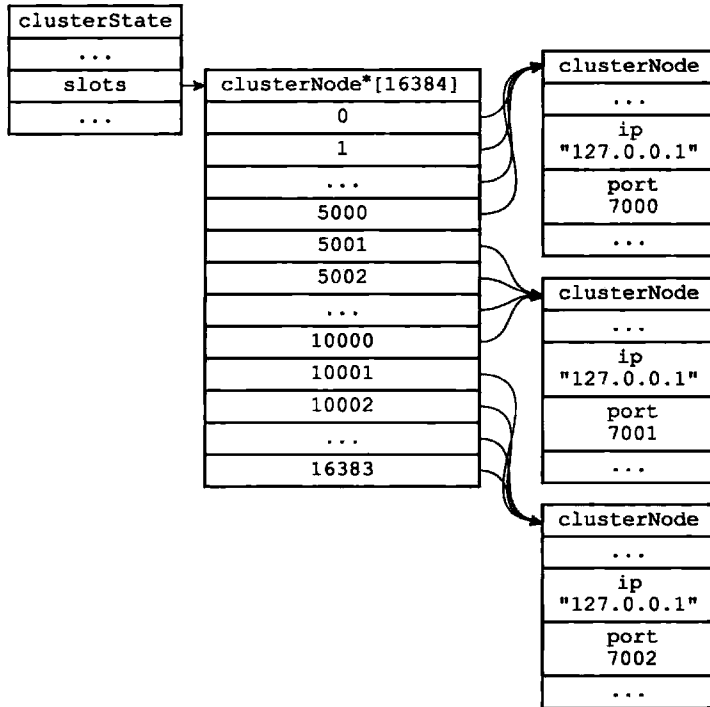 clusterState
...
slots
...
clusterNode*[16384]
0
1
...
5000
5001
5002
...
10000
10001
10002
...
16383
clusterNode
...
ip
"127.0.0.1"
port
7000
...
clusterNode
...
ip
"127.0.0.1"
port
7001
...
clusterNode
...
ip
"127.0.0.1"
port
7002
...